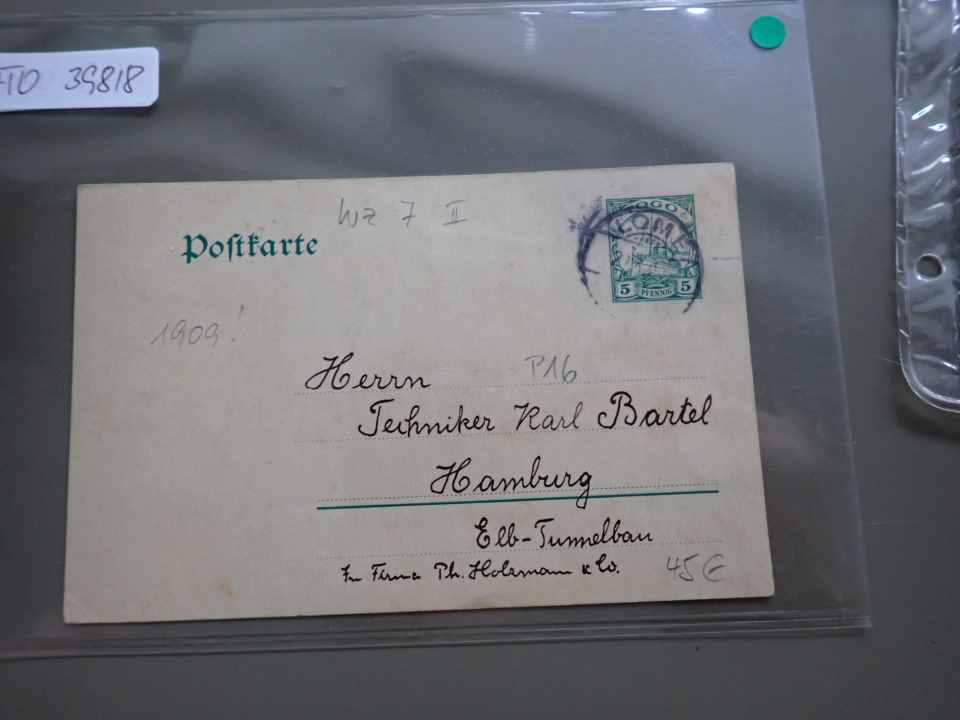 39818
Wz 7 II
Postkarte
TOGO
LOME
5 PFENNIG 5
1909!
Herrn P16
Techniker Karl Bartel
Hamburg
Elb-Tunnelbau
In Firma Ph. Holzmann & Co.
45 €